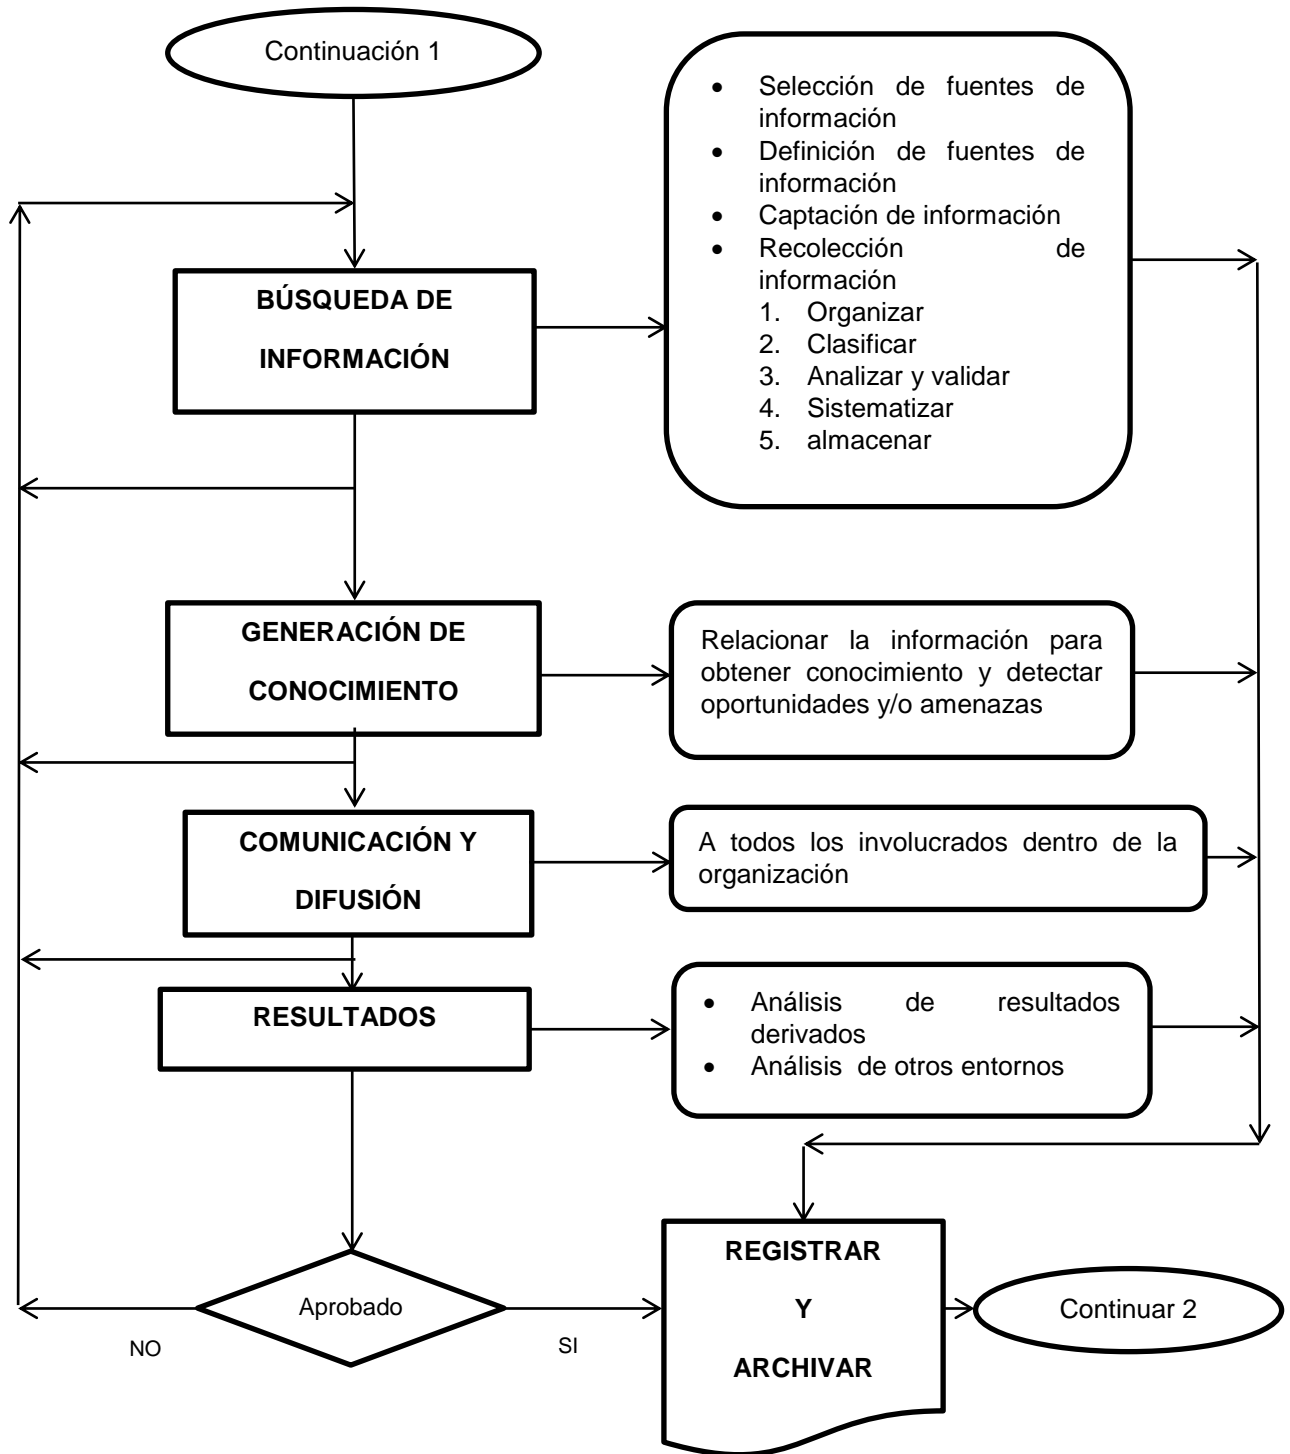 Continuación 1
• Selección de fuentes de
información
• Definición de fuentes de
información
• Captación de información
• Recolección de
información
1. Organizar
2. Clasificar
3. Analizar y validar
4. Sistematizar
5. almacenar
BÚSQUEDA DE
INFORMACIÓN
GENERACIÓN DE
CONOCIMIENTO
Relacionar la información para
obtener conocimiento y detectar
oportunidades y/o amenazas
COMUNICACIÓN Y
DIFUSIÓN
A todos los involucrados dentro de la
organización
RESULTADOS
• Análisis de resultados
derivados
• Análisis de otros entornos
Aprobado
NO
SI
REGISTRAR
Y
ARCHIVAR
Continuar 2